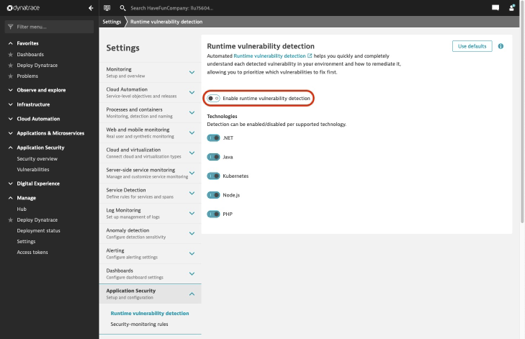 dynatrace
Search HaveFunCompany:
Filter menu...
Settings
Runtime vulnerability detection
Favorites
Dashboards
Deploy Dynatrace
Problems
Observe and explore
Infrastructure
Cloud Automation
Applications & Microservices
Application Security
Security overview
Vulnerabilities
Digital Experience
Manage
Hub
Deploy Dynatrace
Deployment status
Settings
Access tokens
Settings
Monitoring
Setup and overview
Cloud Automation
Service-level objectives and releases
Processes and containers
Monitoring, detection and naming
Web and mobile monitoring
Real user and synthetic monitoring
Cloud and virtualization
Connect cloud and virtualization types
Server-side service monitoring
Manage and customize service monitoring
Service Detection
Define rules for services and spans
Log Monitoring
Set up management of logs
Anomaly detection
Configure detection sensitivity
Alerting
Configure alerting settings
Dashboards
Configure dashboard settings
Application Security
Setup and configuration
Runtime vulnerability detection
Security-monitoring rules
Runtime vulnerability detection
Use defaults
Automated Runtime vulnerability detection helps you quickly and completely
understand each detected vulnerability in your environment and how to remediate it,
allowing you to prioritize which vulnerabilities to fix first.
Enable runtime vulnerability detection
Technologies
Detection can be enabled/disabled per supported technology.
.NET
Java
Kubernetes
Node.js
PHP